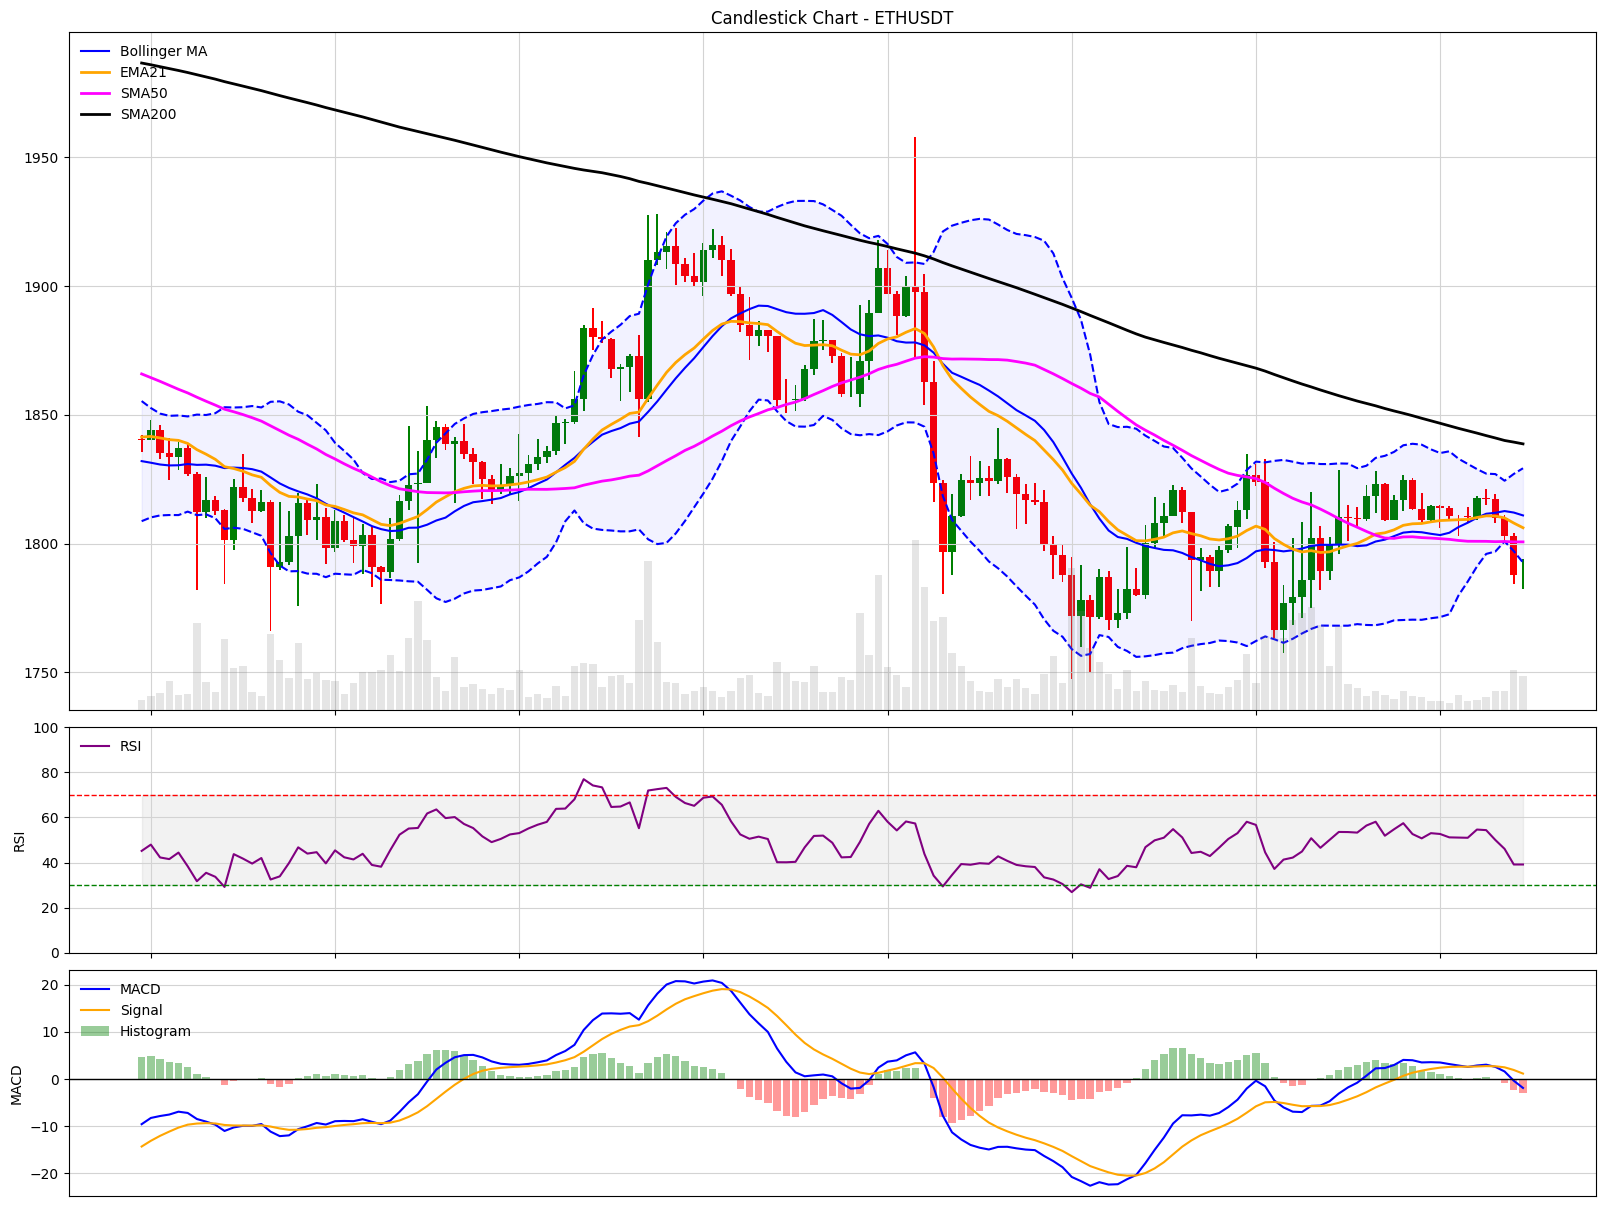 Candlestick Chart - ETHUSDT
Bollinger MA
EMA21
SMA50
SMA200
1950
1900
1850
1800
1750
100
80
60
40
20
0
RSI
RSI
20
10
0
−10
−20
MACD
MACD
Signal
Histogram